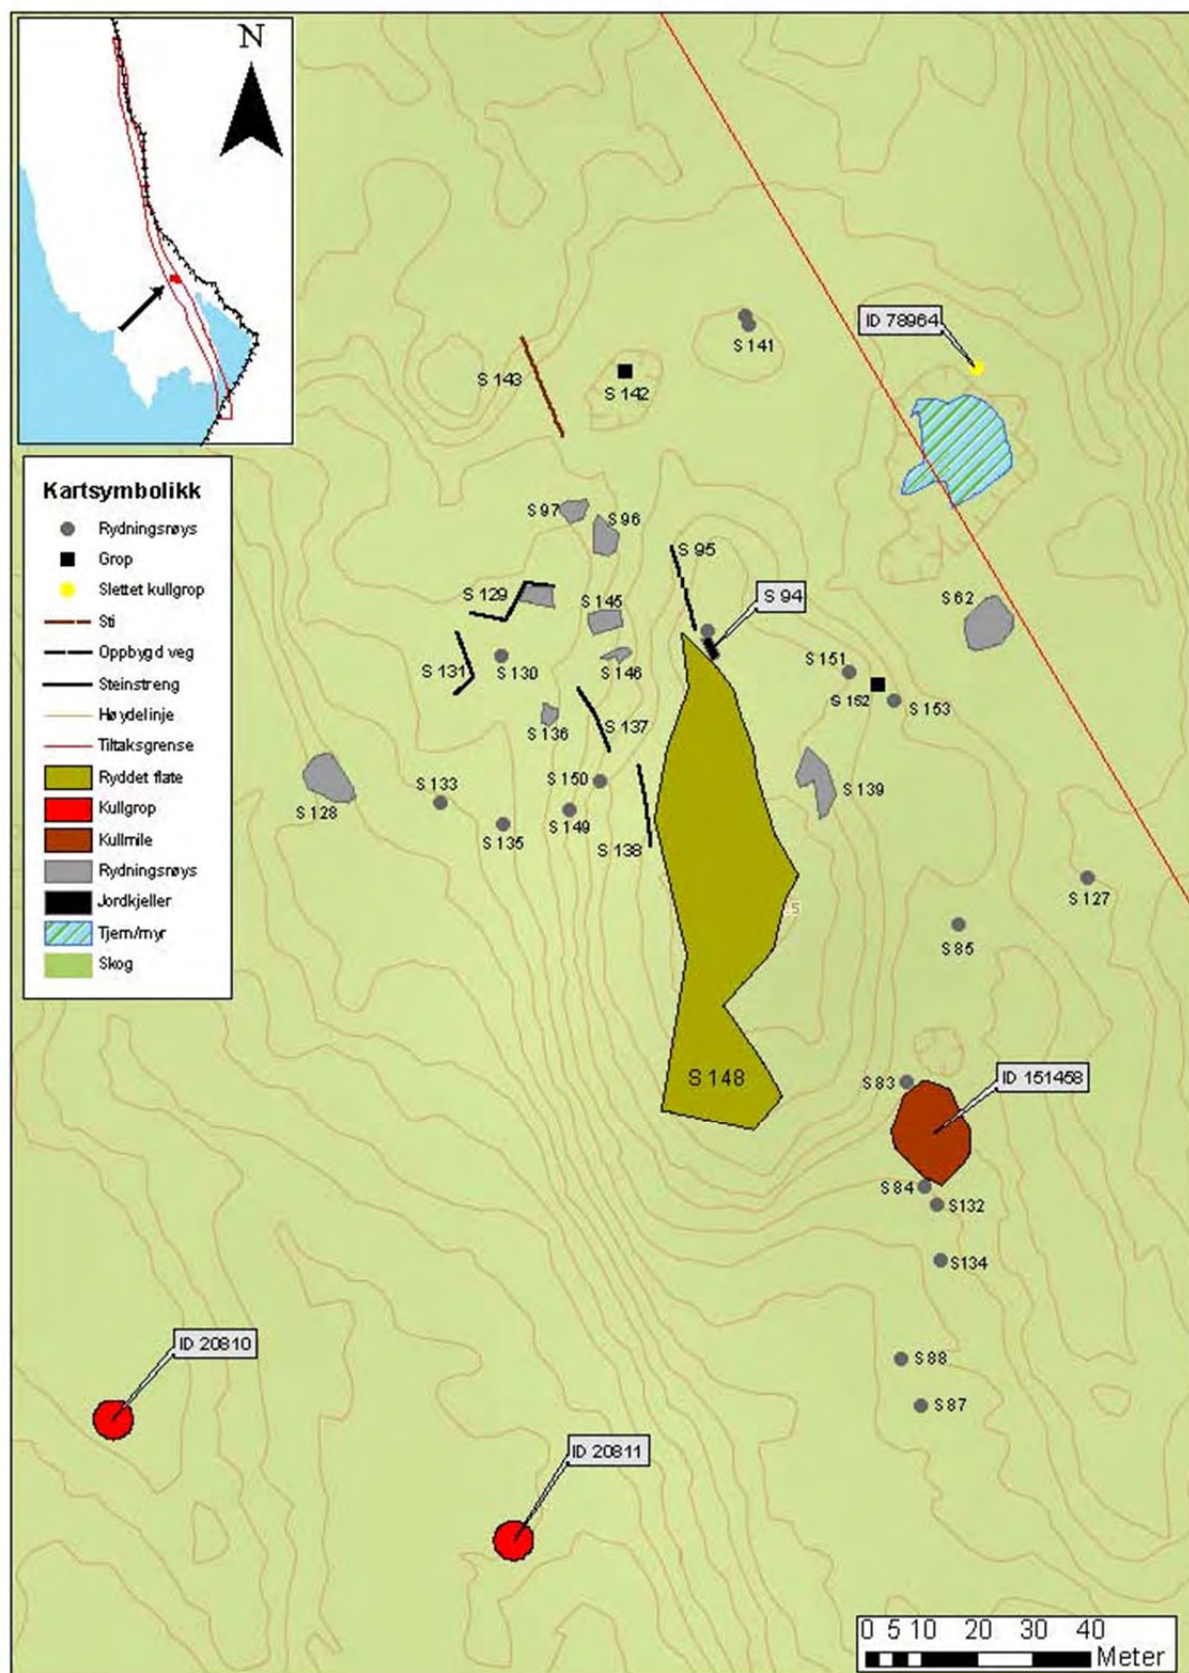 N
ID 78964
S 141
S 143
S 142
Kartsymbolikk
Rydningsrøys
Grop
Slettet kullgrop
Sti
Oppbygd veg
Steinstreng
Høydelinje
Tiltaksgrense
Ryddet flate
Kullgrop
Kullmile
Rydningsrøys
Jordkjeller
Tjern/myr
Skog
S 97
S 96
S 95
S 129
S 145
S 94
S 62
S 131
S 130
S 146
S 151
S 152
S 153
S 136
S 137
S 128
S 133
S 150
S 139
S 135
S 149
S 138
S 127
S 85
S 148
S 83
ID 151458
S 84
S132
S134
S 88
S 87
ID 20810
ID 20811
0 5 10 20 30 40
Meter